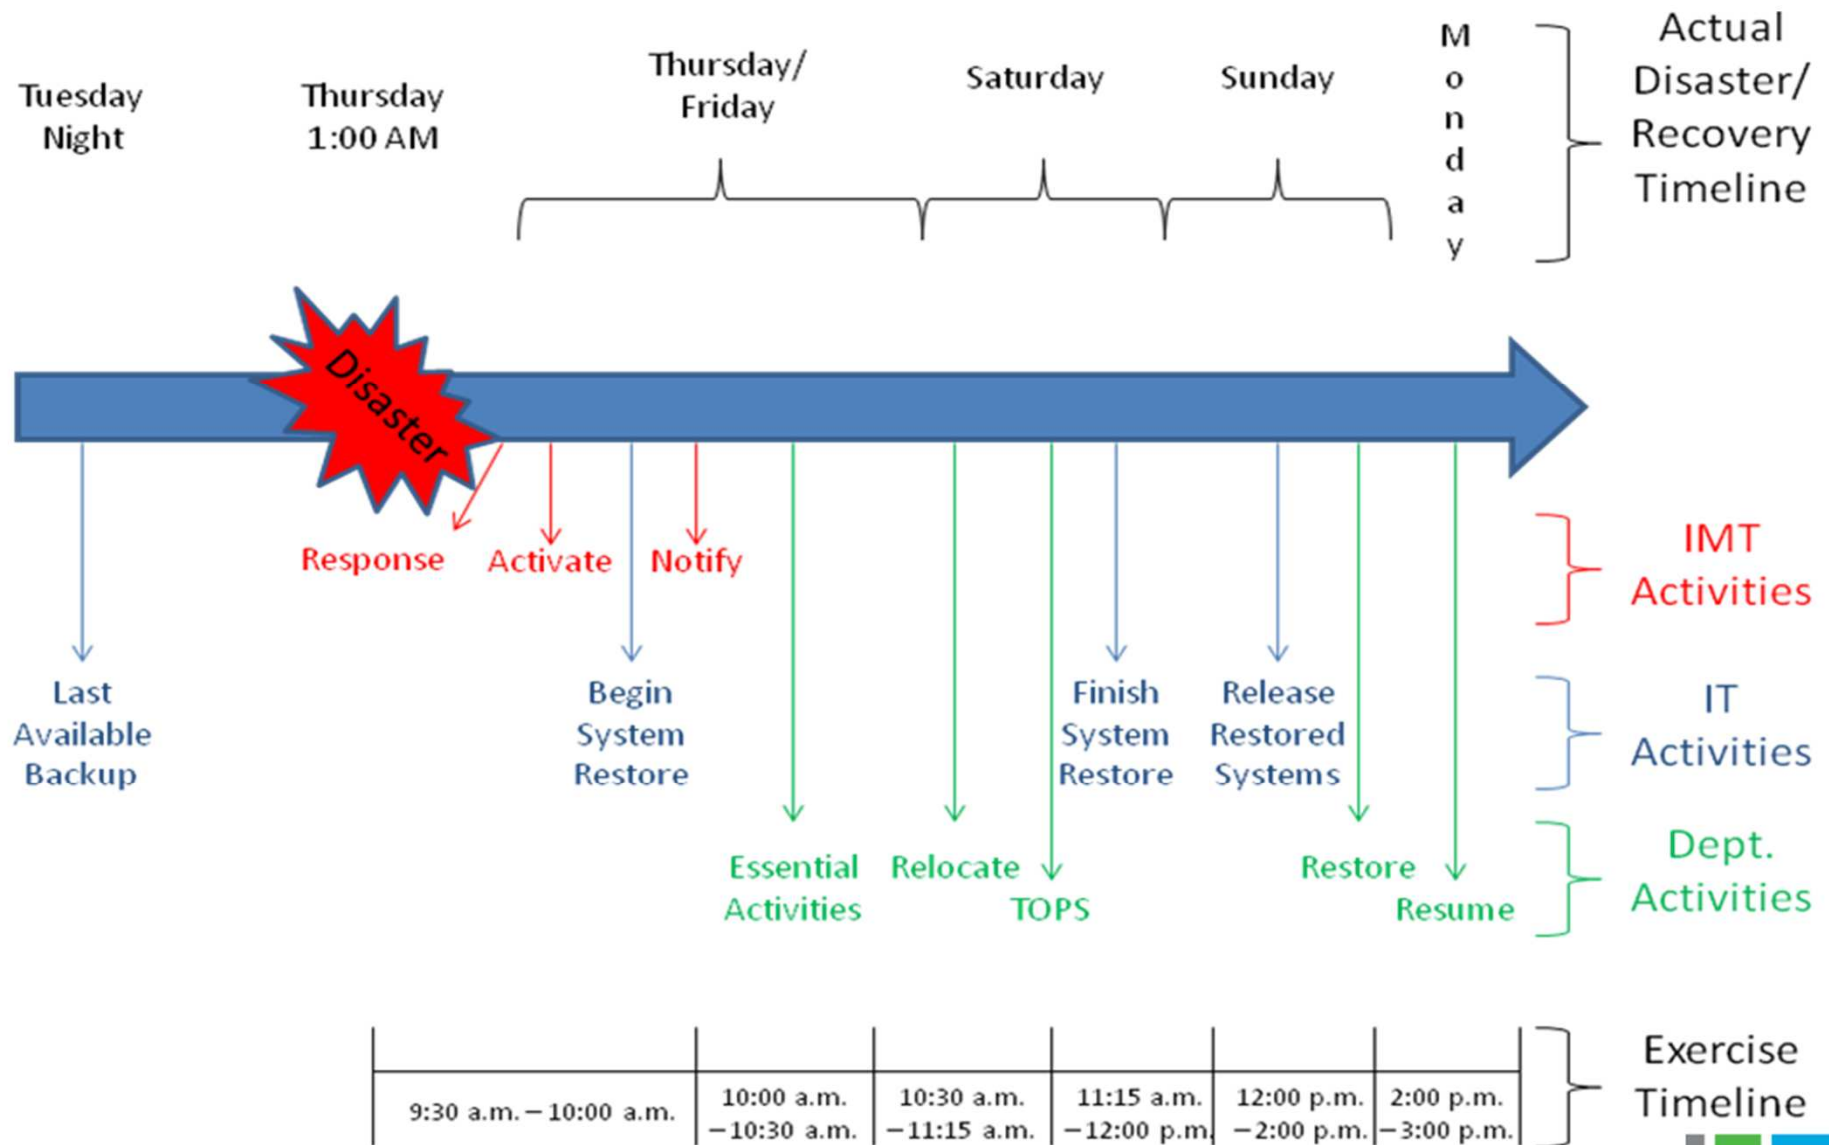 Tuesday
Night
Thursday
1:00 AM
Thursday/
Friday
Saturday
Sunday
M
o
n
d
a
y
Actual
Disaster/
Recovery
Timeline
Disaster
Response
Activate
Notify
IMT
Activities
Last
Available
Backup
Begin
System
Restore
Finish
System
Restore
Release
Restored
Systems
IT
Activities
Essential
Activities
Relocate
TOPS
Restore
Resume
Dept.
Activities
9:30 a.m. – 10:00 a.m.
10:00 a.m.
–10:30 a.m.
10:30 a.m.
–11:15 a.m.
11:15 a.m.
–12:00 p.m.
12:00 p.m.
–2:00 p.m.
2:00 p.m.
–3:00 p.m.
Exercise
Timeline